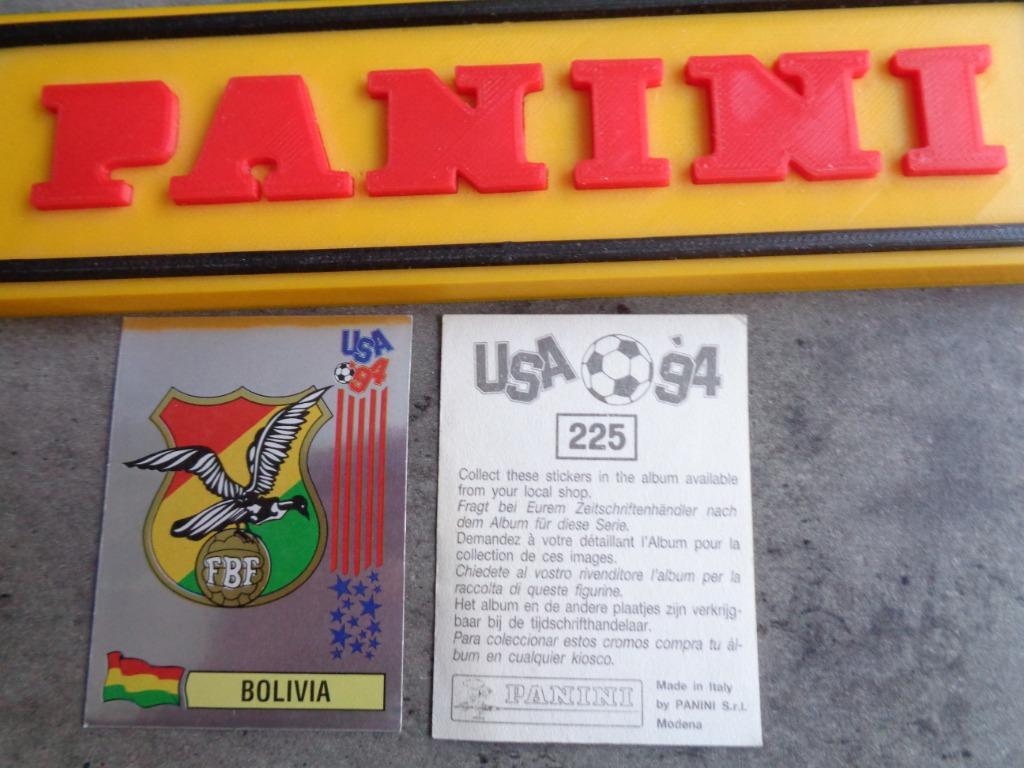 PANINI
USA
94
FBF
BOLIVIA
USA '94
225
Collect these stickers in the album available
from your local shop.
Fragt bei Eurem Zeitschriftenhändler nach
dem Album für diese Serie.
Demandez à votre détaillant l'Album pour la
collection de ces images.
Chiedete al vostro rivenditore l'album per la
raccolta di queste figurine.
Het album en de andere plaatjes zijn verkrijg-
baar bij de tijdschrifthandelaar.
Para coleccionar estos cromos compra tu ál-
bum en cualquier kiosco.
PANINI
Made in Italy
by PANINI S.r.l.
Modena